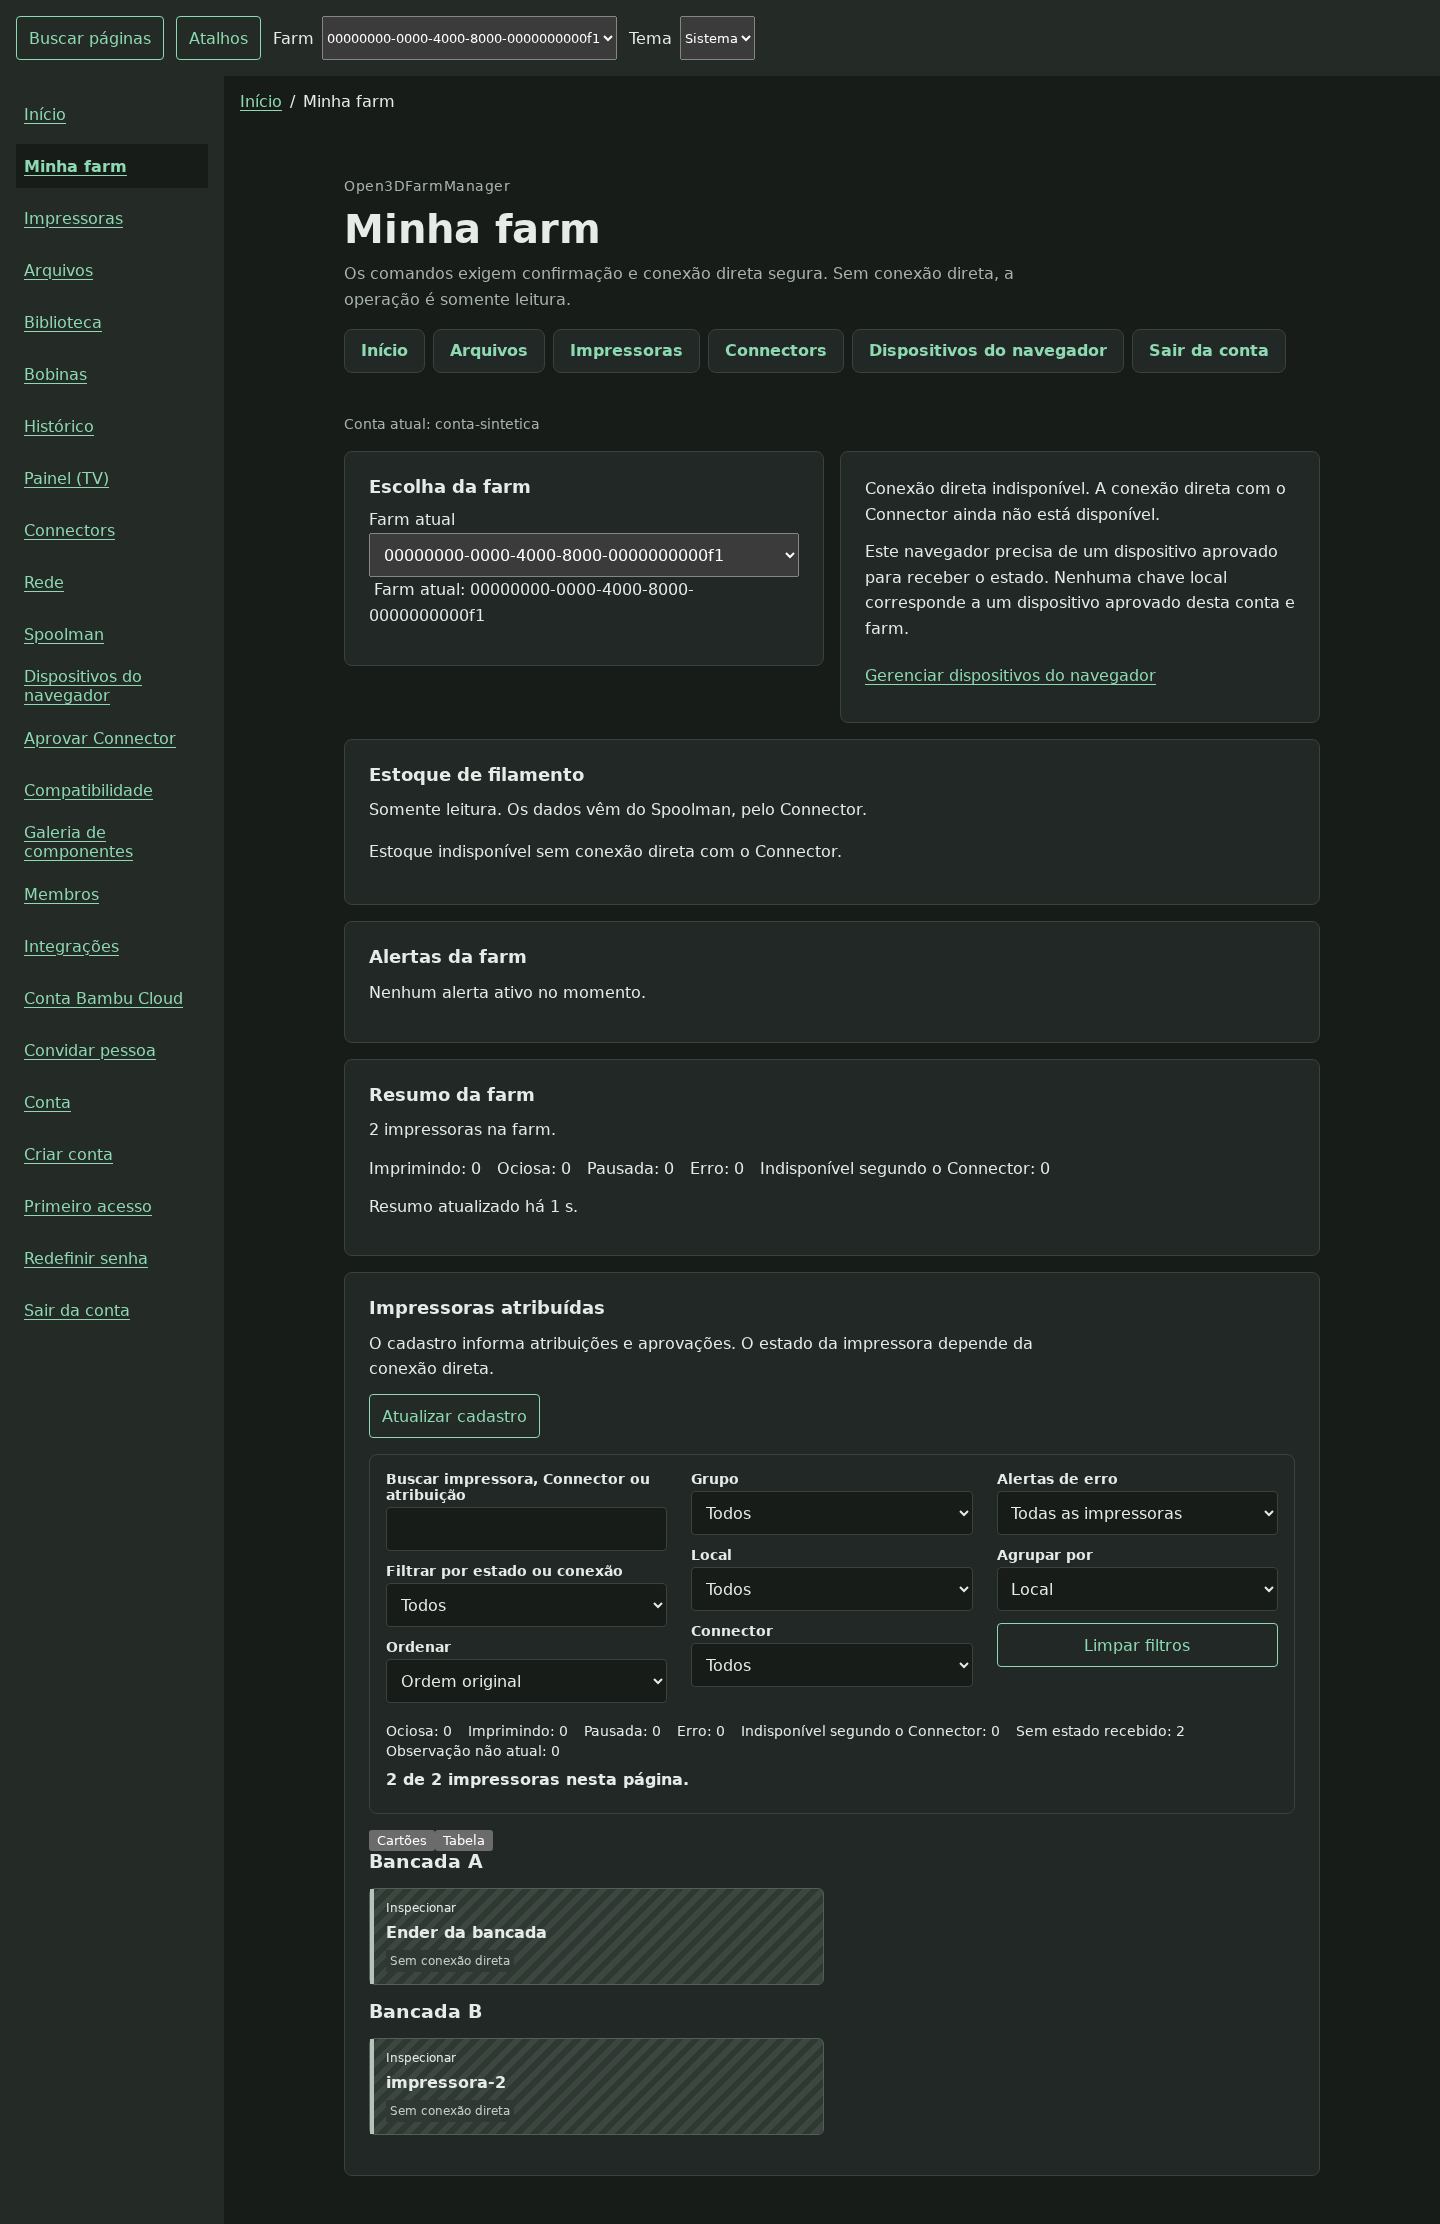 Buscar páginas
Atalhos
Farm
00000000-0000-4000-8000-0000000000f1
Tema
Sistema
Início
Minha farm
Impressoras
Arquivos
Biblioteca
Bobinas
Histórico
Painel (TV)
Connectors
Rede
Spoolman
Dispositivos do
navegador
Aprovar Connector
Compatibilidade
Galeria de
componentes
Membros
Integrações
Conta Bambu Cloud
Convidar pessoa
Conta
Criar conta
Primeiro acesso
Redefinir senha
Sair da conta
Início / Minha farm
Open3DFarmManager
Minha farm
Os comandos exigem confirmação e conexão direta segura. Sem conexão direta, a
operação é somente leitura.
Início
Arquivos
Impressoras
Connectors
Dispositivos do navegador
Sair da conta
Conta atual: conta-sintetica
Escolha da farm
Farm atual
00000000-0000-4000-8000-0000000000f1
Farm atual: 00000000-0000-4000-8000-
0000000000f1
Conexão direta indisponível. A conexão direta com o
Connector ainda não está disponível.
Este navegador precisa de um dispositivo aprovado
para receber o estado. Nenhuma chave local
corresponde a um dispositivo aprovado desta conta e
farm.
Gerenciar dispositivos do navegador
Estoque de filamento
Somente leitura. Os dados vêm do Spoolman, pelo Connector.
Estoque indisponível sem conexão direta com o Connector.
Alertas da farm
Nenhum alerta ativo no momento.
Resumo da farm
2 impressoras na farm.
Imprimindo: 0 Ociosa: 0 Pausada: 0 Erro: 0 Indisponível segundo o Connector: 0
Resumo atualizado há 1 s.
Impressoras atribuídas
O cadastro informa atribuições e aprovações. O estado da impressora depende da
conexão direta.
Atualizar cadastro
Buscar impressora, Connector ou
atribuição
Filtrar por estado ou conexão
Todos
Ordenar
Ordem original
Grupo
Todos
Local
Todos
Connector
Todos
Alertas de erro
Todas as impressoras
Agrupar por
Local
Limpar filtros
Ociosa: 0 Imprimindo: 0 Pausada: 0 Erro: 0 Indisponível segundo o Connector: 0 Sem estado recebido: 2
Observação não atual: 0
2 de 2 impressoras nesta página.
Cartões
Tabela
Bancada A
Inspecionar
Ender da bancada
Sem conexão direta
Bancada B
Inspecionar
impressora-2
Sem conexão direta